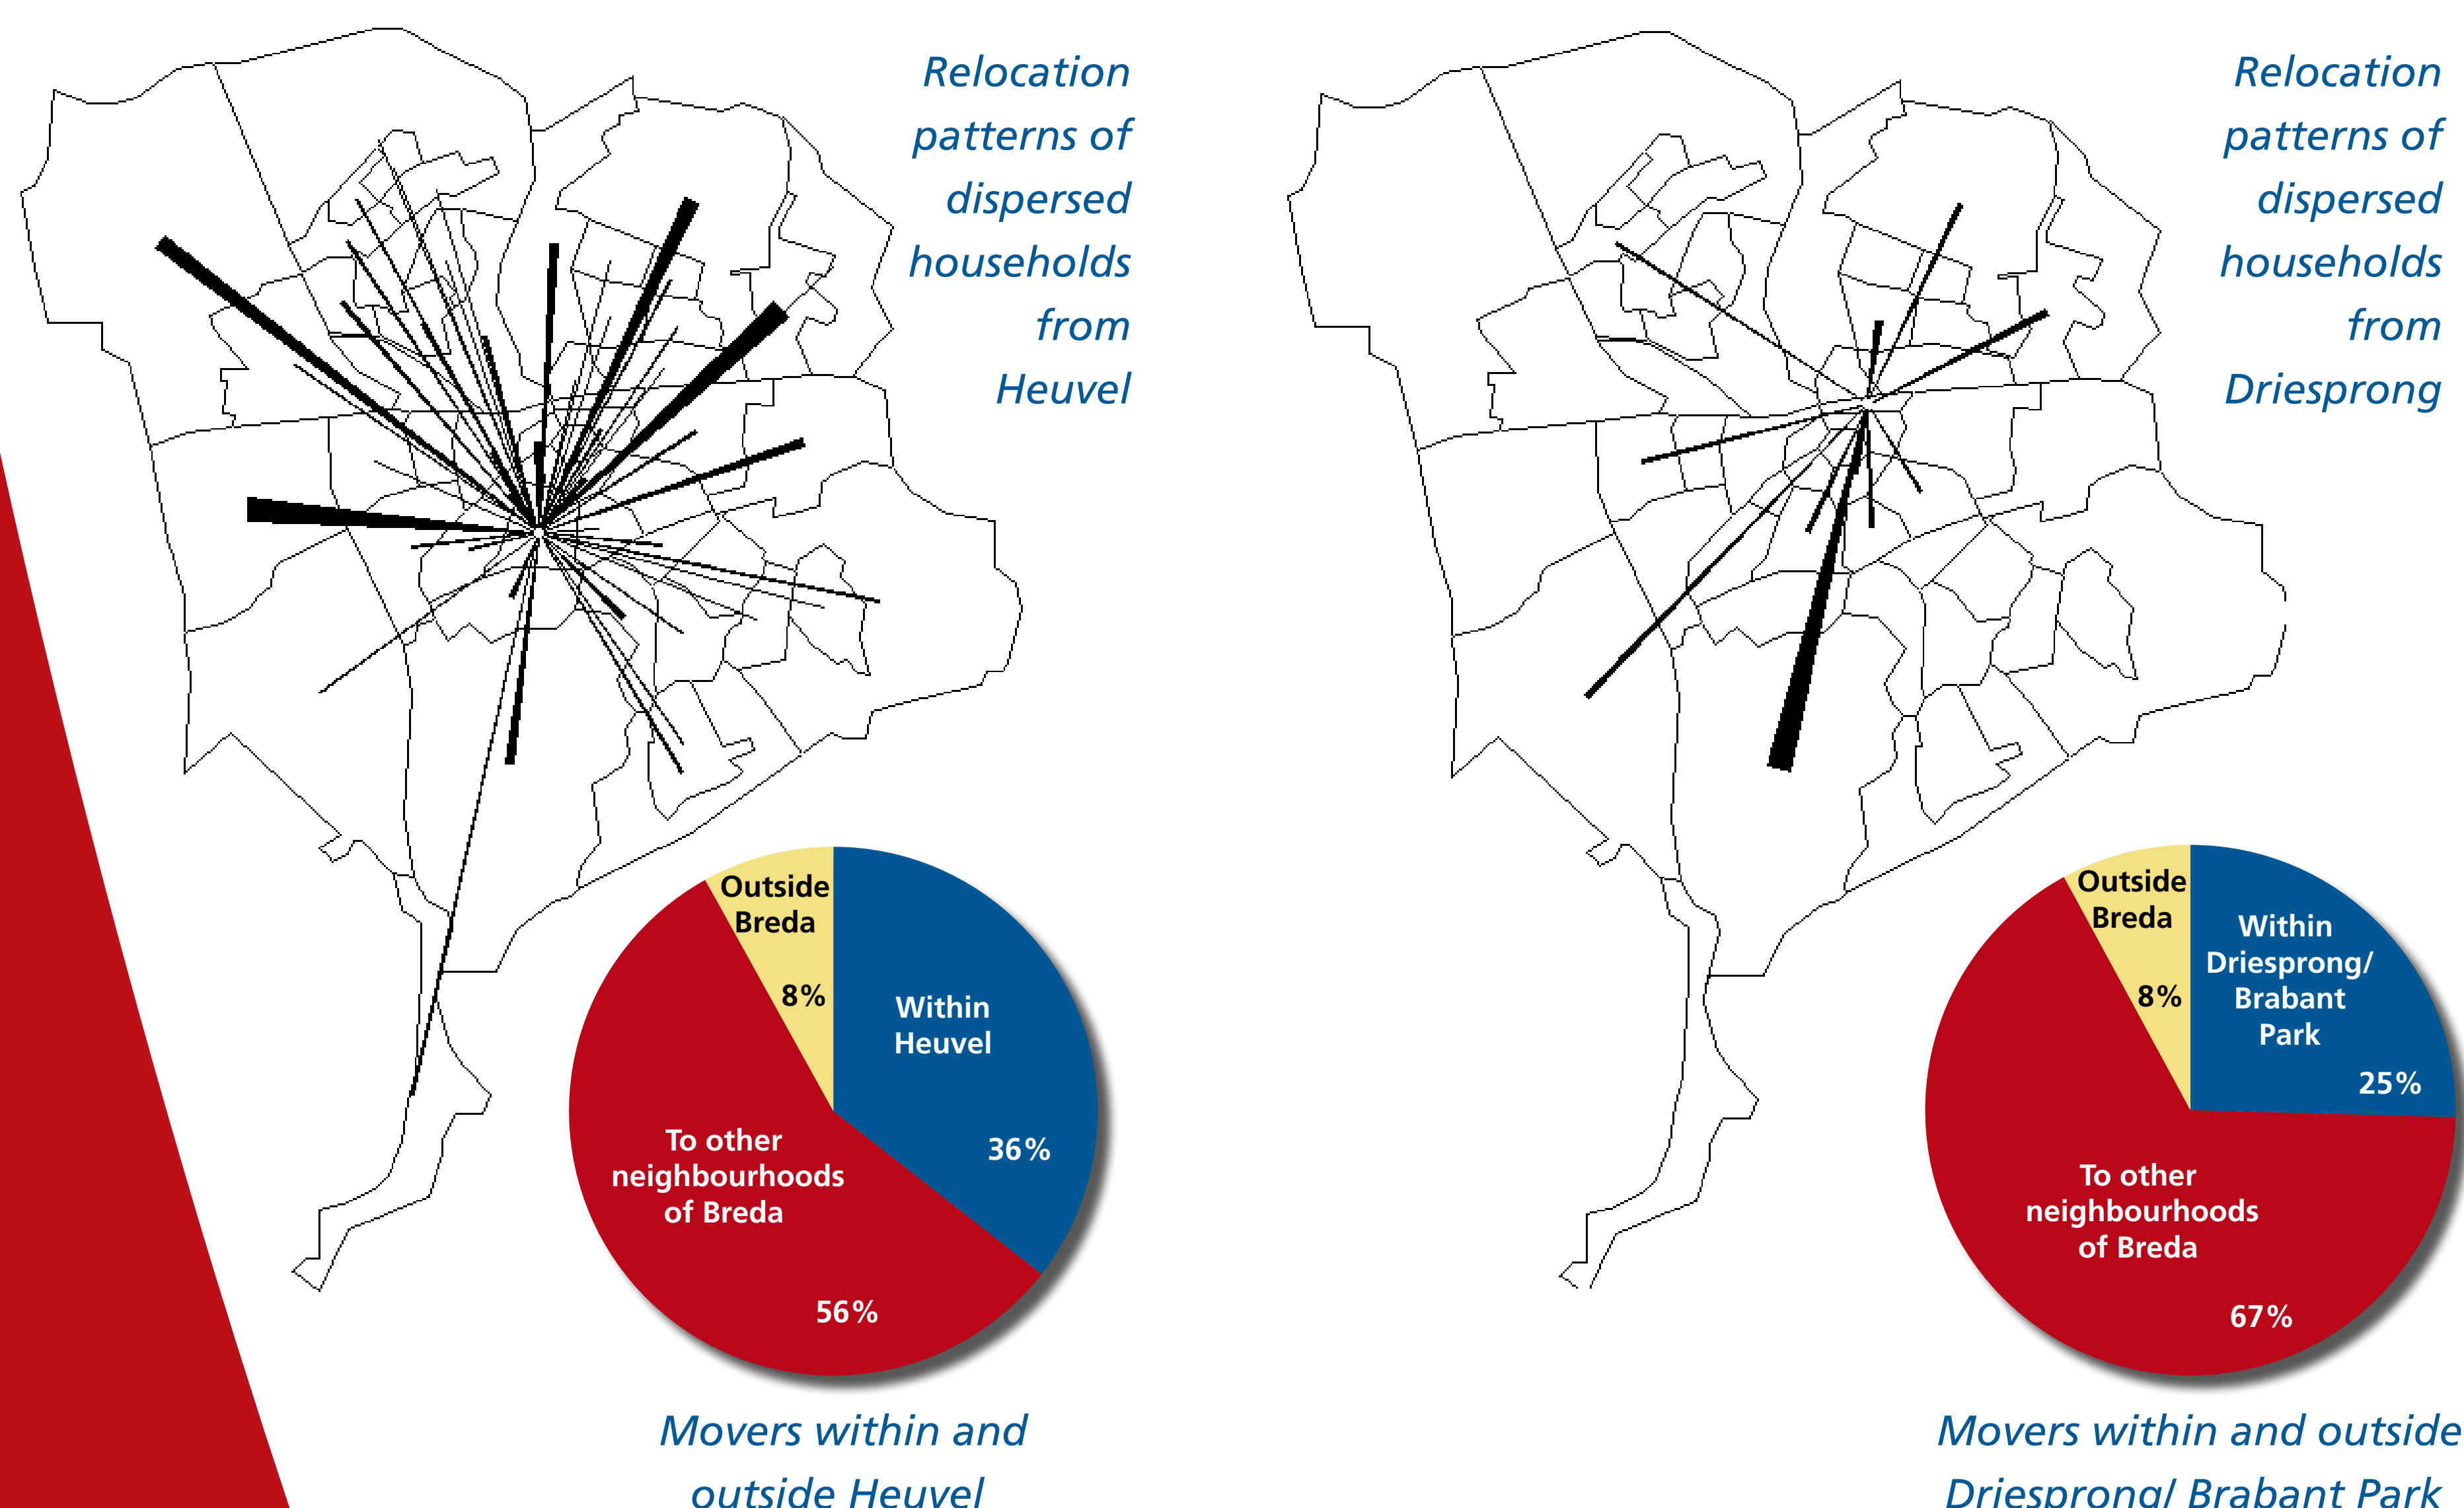 Relocation
patterns of
dispersed
households
from
Heuvel
Outside
Breda
8%
Within
Heuvel
36%
To other
neighbourhoods
of Breda
56%
Movers within and
outside Heuvel
Relocation
patterns of
dispersed
households
from
Driesprong
Outside
Breda
8%
Within
Driesprong/
Brabant
Park
25%
To other
neighbourhoods
of Breda
67%
Movers within and outside
Driesprong/ Brabant Park